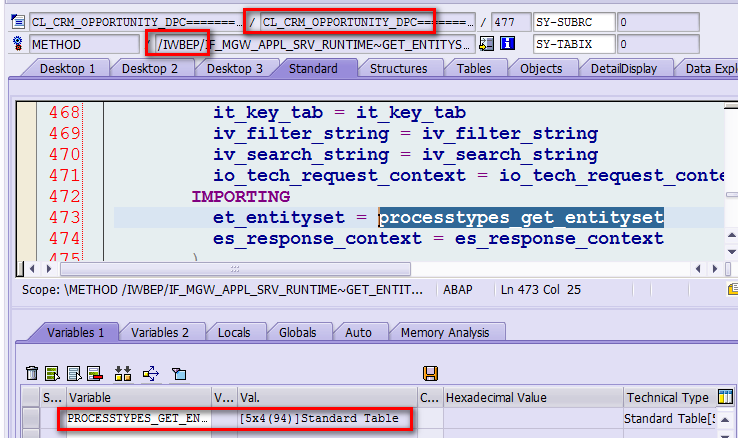 CL_CRM_OPPORTUNITY_DPC=======... / CL_CRM_OPPORTUNITY_DPC========... / 477 SY-SUBRC 0
METHOD / /IWBEP/IF_MGW_APPL_SRV_RUNTIME~GET_ENTITYS... SY-TABIX 0
Desktop 1 Desktop 2 Desktop 3 Standard Structures Tables Objects DetailDisplay Data Expl
468 it_key_tab = it_key_tab
469 iv_filter_string = iv_filter_string
470 iv_search_string = iv_search_string
471 io_tech_request_context = io_tech_request_conte
472 IMPORTING
473 et_entityset = processtypes_get_entityset
474 es_response_context = es_response_context
475 )
Scope: \METHOD /IWBEP/IF_MGW_APPL_SRV_RUNTIME~GET_ENTIT... ABAP Ln 473 Col 25
Variables 1 Variables 2 Locals Globals Auto Memory Analysis
S... Variable V... Val. C... Hexadecimal Value Technical Type
PROCESSTYPES_GET_EN... [5x4(94)]Standard Table Standard Table[5